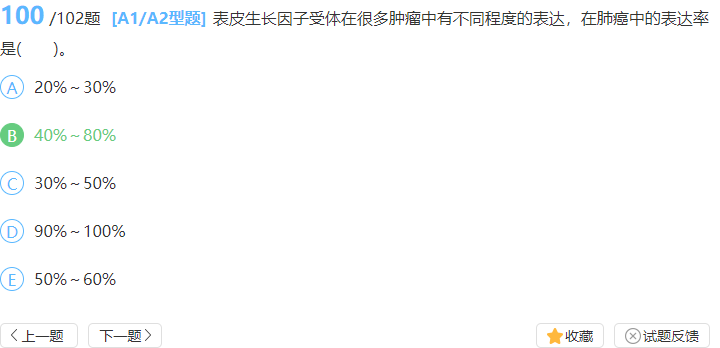 100 /102题 [A1/A2型题] 表皮生长因子受体在很多肿瘤中有不同程度的表达，在肺癌中的表达率
是(　　)。
A 20%～30%
B 40%～80%
C 30%～50%
D 90%～100%
E 50%～60%
上一题 下一题 收藏 试题反馈